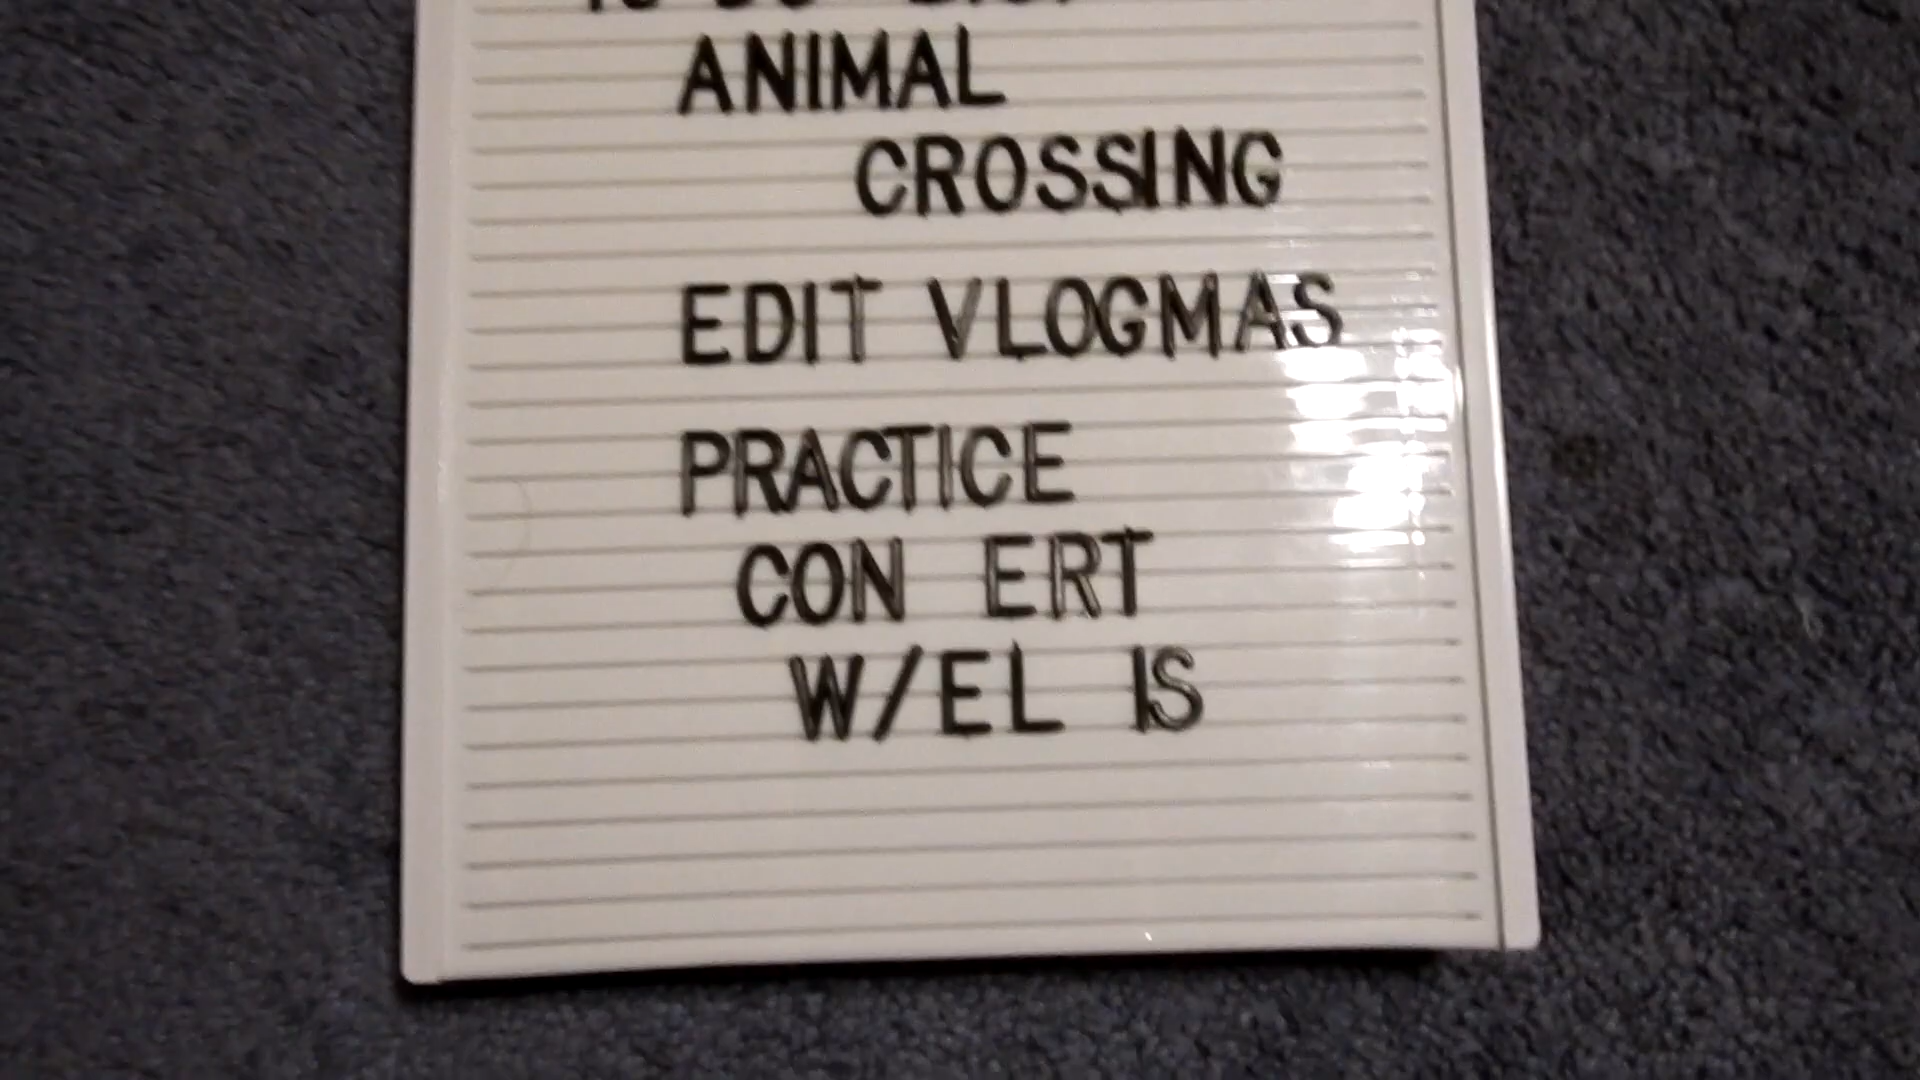 ANIMAL
CROSSING
EDIT VLOGMAS
PRACTICE
CON ERT
W/EL IS